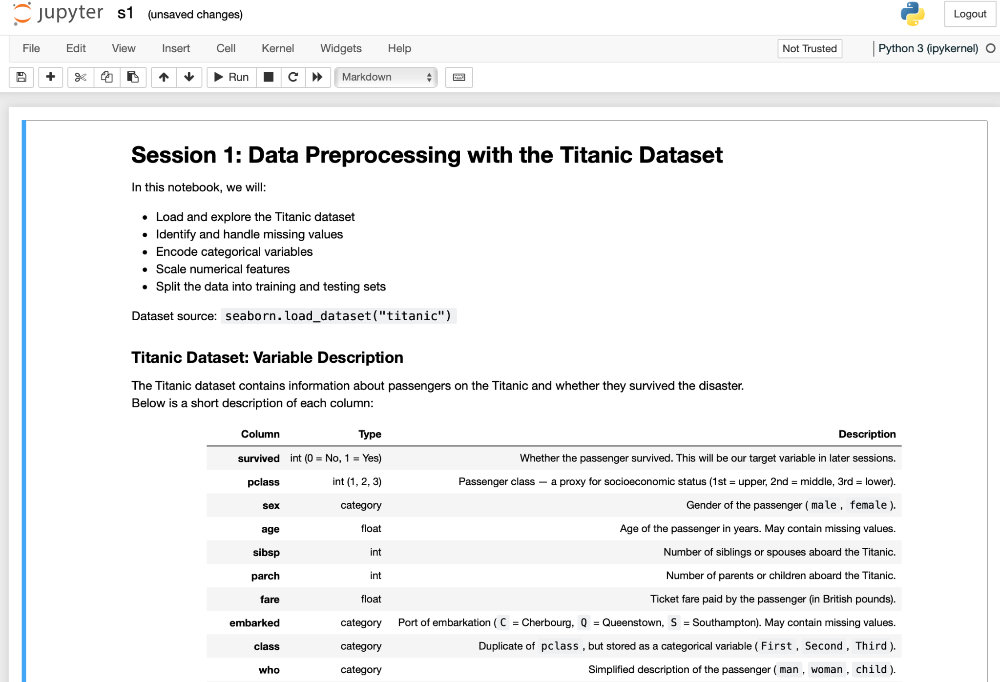 jupyter s1 (unsaved changes) Logout
File Edit View Insert Cell Kernel Widgets Help Not Trusted Python 3 (ipykernel)
Run Markdown
Session 1: Data Preprocessing with the Titanic Dataset
In this notebook, we will:
• Load and explore the Titanic dataset
• Identify and handle missing values
• Encode categorical variables
• Scale numerical features
• Split the data into training and testing sets
Dataset source: seaborn.load_dataset("titanic")
Titanic Dataset: Variable Description
The Titanic dataset contains information about passengers on the Titanic and whether they survived the disaster.
Below is a short description of each column:
Column Type Description
survived int (0 = No, 1 = Yes) Whether the passenger survived. This will be our target variable in later sessions.
pclass int (1, 2, 3) Passenger class — a proxy for socioeconomic status (1st = upper, 2nd = middle, 3rd = lower).
sex category Gender of the passenger ( male , female ).
age float Age of the passenger in years. May contain missing values.
sibsp int Number of siblings or spouses aboard the Titanic.
parch int Number of parents or children aboard the Titanic.
fare float Ticket fare paid by the passenger (in British pounds).
embarked category Port of embarkation ( C = Cherbourg, Q = Queenstown, S = Southampton). May contain missing values.
class category Duplicate of pclass , but stored as a categorical variable ( First , Second , Third ).
who category Simplified description of the passenger ( man , woman , child ).